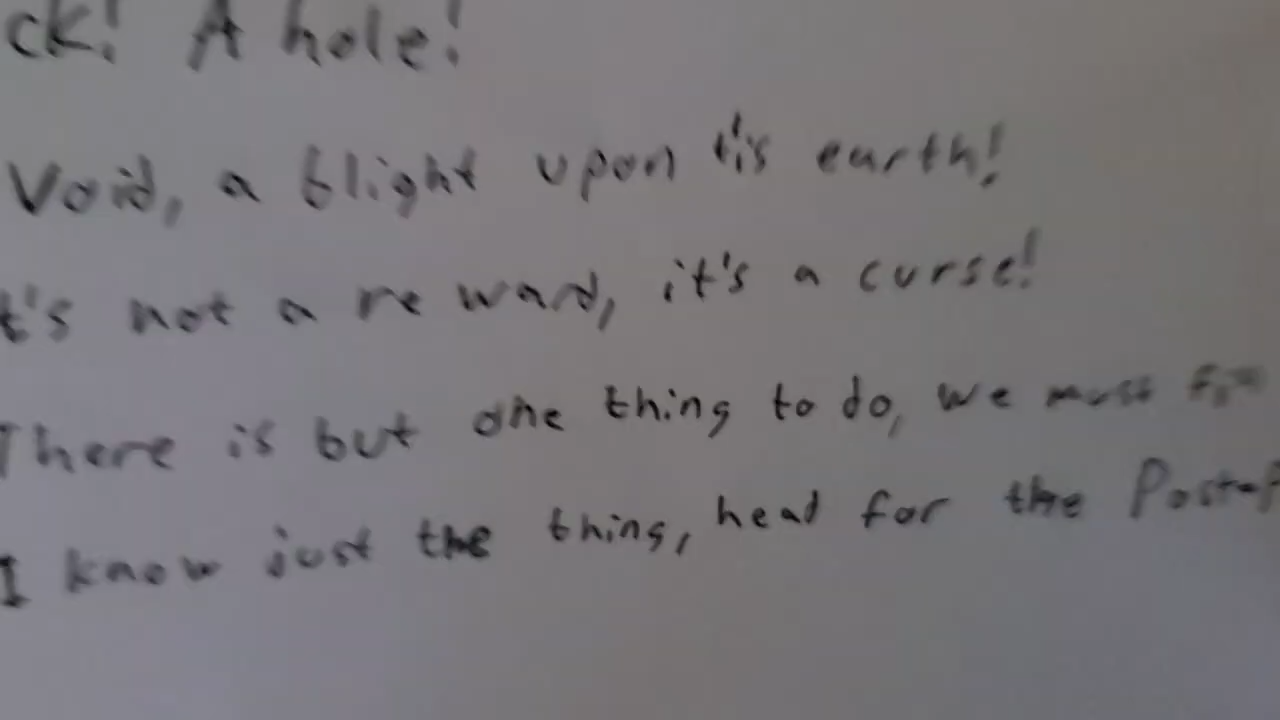 ck! A hole!
Void, a blight upon t'is earth!
t's not a reward, it's a curse!
There is but one thing to do, we must
I know just the thing, head for the